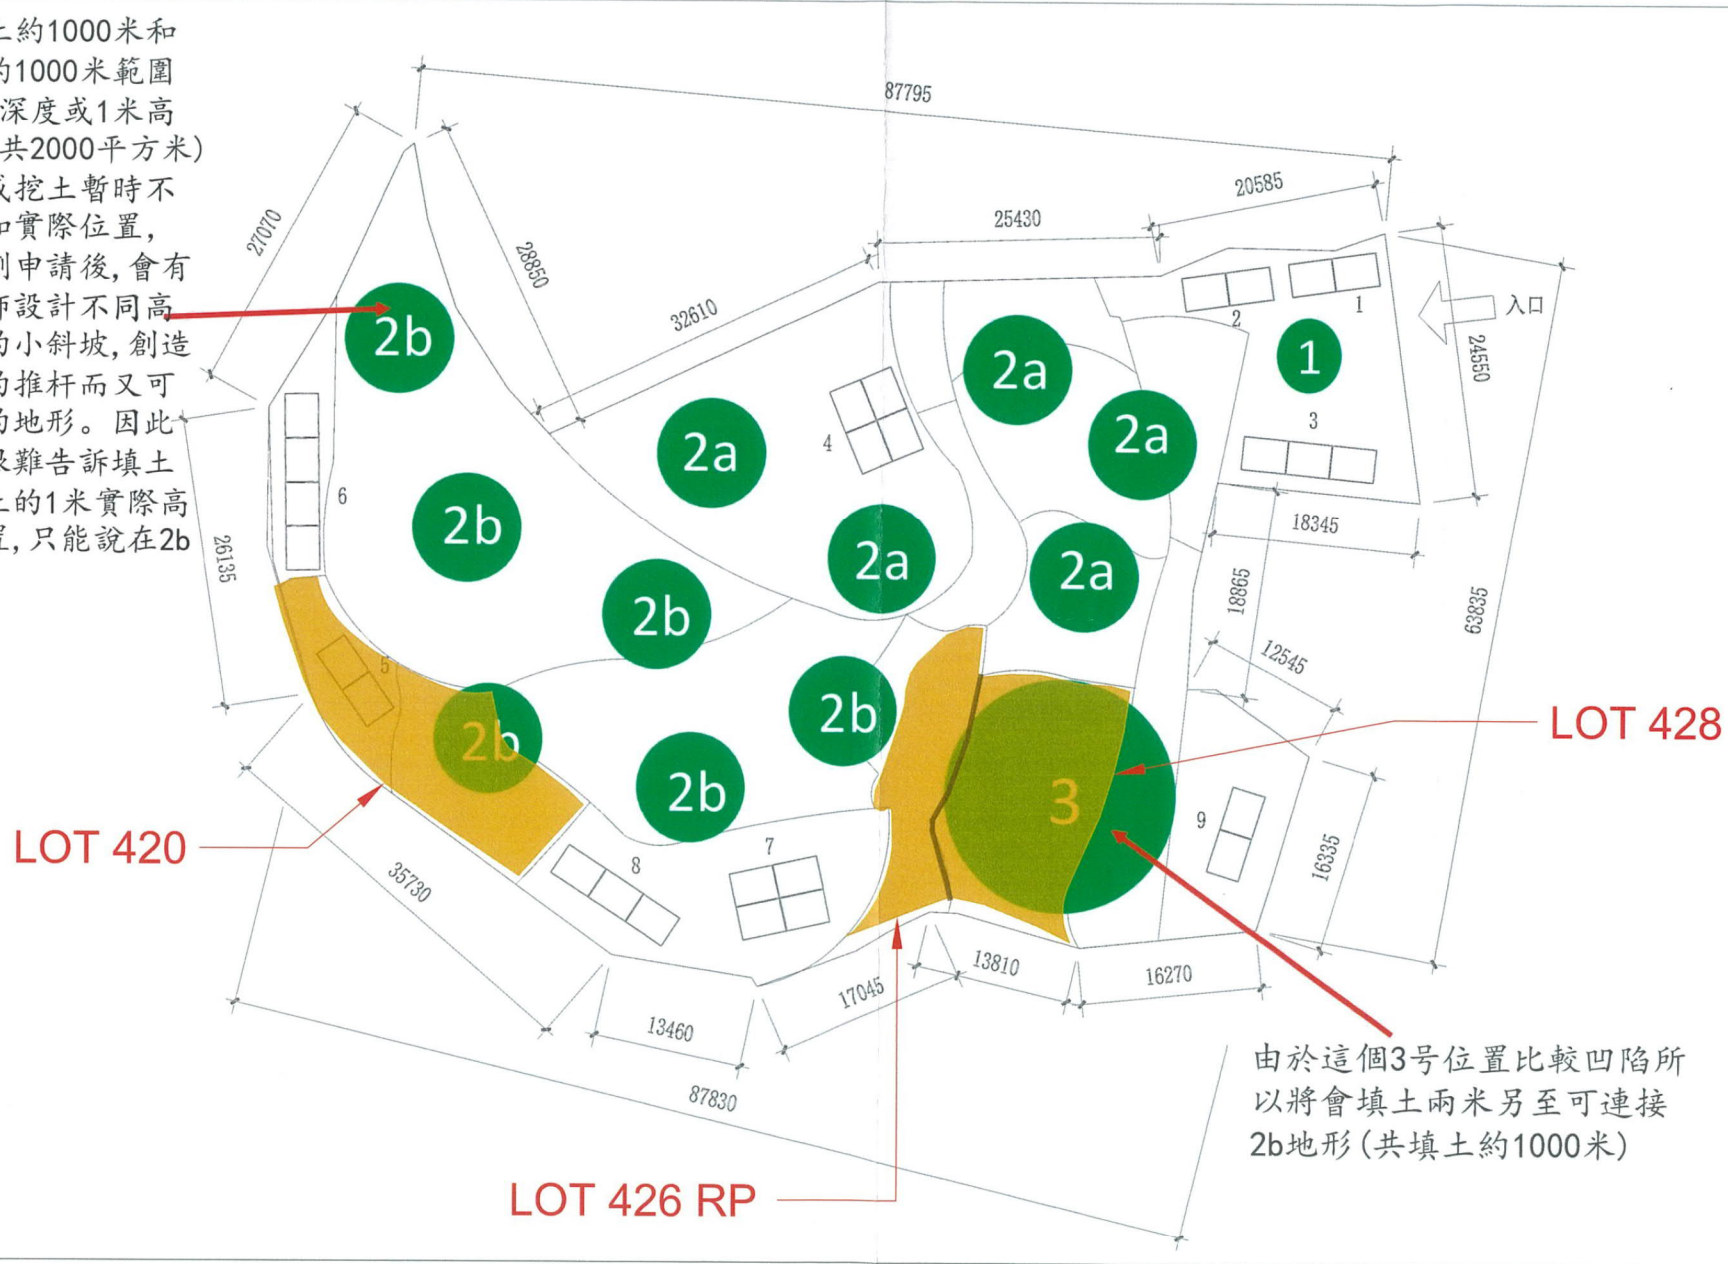 土約1000米和
的1000米範圍
深度或1米高
共2000平方米)
或挖土暫時不
知實際位置,
劃申請後,會有
師設計不同高
的小斜坡,創造
的推杆而又可
的地形。因此
很難告訴填土
土的1米實際高
置,只能說在2b
87795
27070
28850
32610
25430
20585
入口
24550
63835
26135
18345
18865
12545
16335
35730
13460
17045
13810
16270
87830
1
2
3
4
5
6
7
8
9
1
2a
2a
2a
2a
2a
2b
2b
2b
2b
2b
2b
3
LOT 428
LOT 420
LOT 426 RP
由於這個3号位置比較凹陷所
以將會填土兩米另至可連接
2b地形(共填土約1000米)